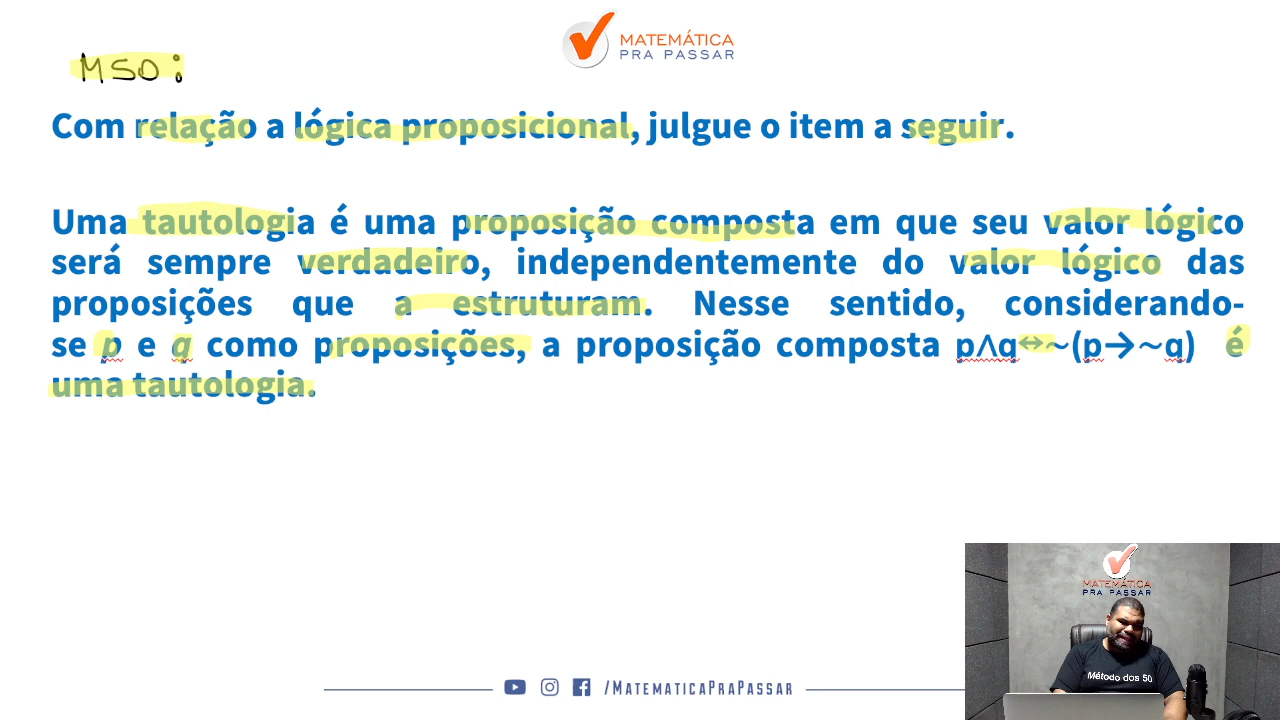 MATEMÁTICA
PRA PASSAR
MSO:
Com relação a lógica proposicional, julgue o item a seguir.
Uma tautologia é uma proposição composta em que seu valor lógico
será sempre verdadeiro, independentemente do valor lógico das
proposições que a estruturam. Nesse sentido, considerando-
se p e q como proposições, a proposição composta p∧q↔~(p→~q) é
uma tautologia.
MATEMÁTICA
PRA PASSAR
Método dos 50
/MATEMATICAPRAPASSAR